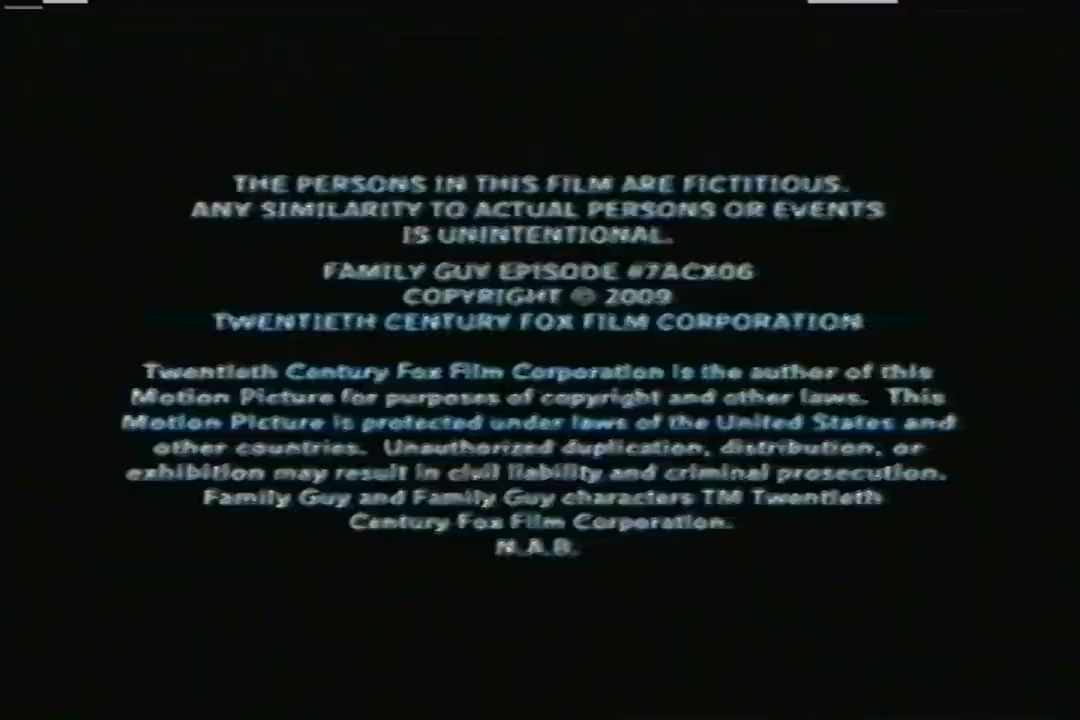 THE PERSONS IN THIS FILM ARE FICTITIOUS.
ANY SIMILARITY TO ACTUAL PERSONS OR EVENTS
IS UNINTENTIONAL.
FAMILY GUY EPISODE #7ACX06
COPYRIGHT © 2009
TWENTIETH CENTURY FOX FILM CORPORATION
Twentieth Century Fox Film Corporation is the author of this
Motion Picture for purposes of copyright and other laws. This
Motion Picture is protected under laws of the United States and
other countries. Unauthorized duplication, distribution, or
exhibition may result in civil liability and criminal prosecution.
Family Guy and Family Guy characters TM Twentieth
Century Fox Film Corporation.
N.A.B.